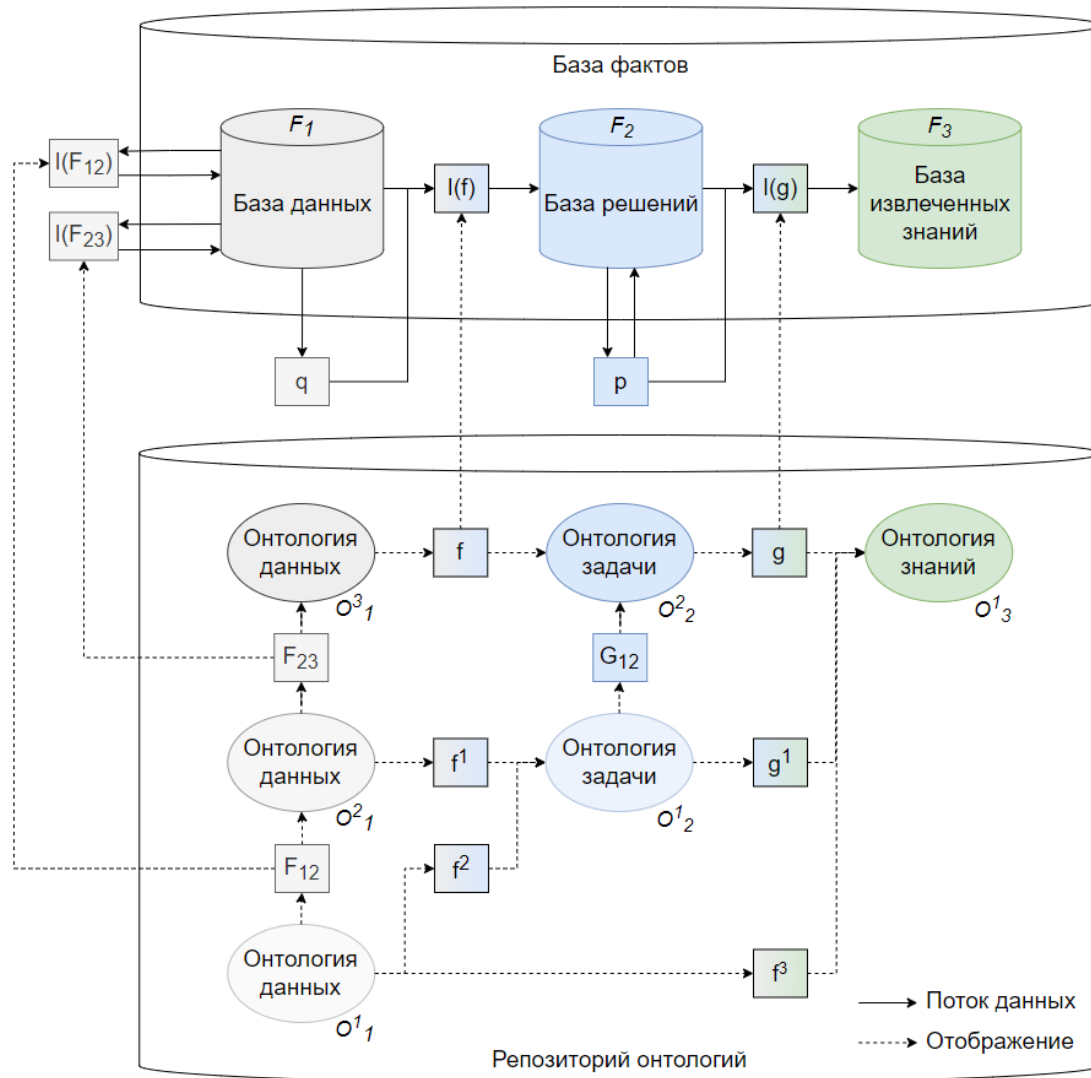 База фактов
F1
F2
F3
I(F12)
I(F23)
База данных
I(f)
База решений
I(g)
База
извлеченных
знаний
q
p
Онтология
данных
O³1
f
Онтология
задачи
O²2
g
Онтология
знаний
O¹3
F23
G12
Онтология
данных
O²1
f¹
Онтология
задачи
O¹2
g¹
F12
f²
Онтология
данных
O¹1
f³
Поток данных
Отображение
Репозиторий онтологий